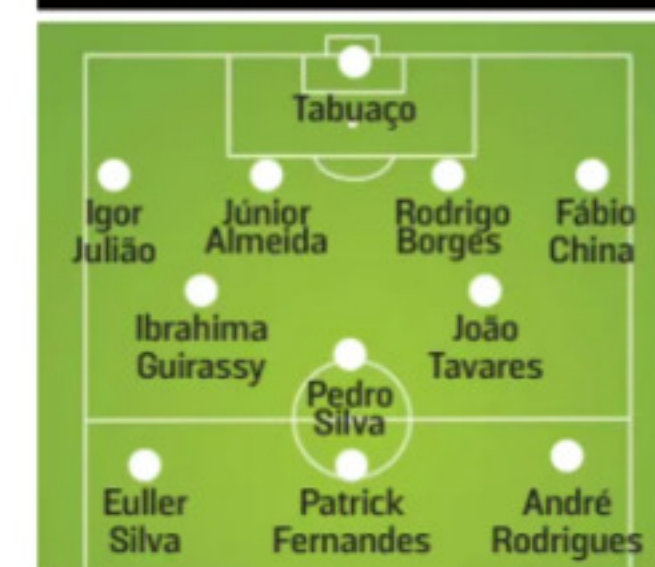 Tabuaço
Igor
Julião
Júnior
Almeida
Rodrigo
Borges
Fábio
China
Ibrahima
Guirassy
João
Tavares
Pedro
Silva
Euller
Silva
Patrick
Fernandes
André
Rodrigues